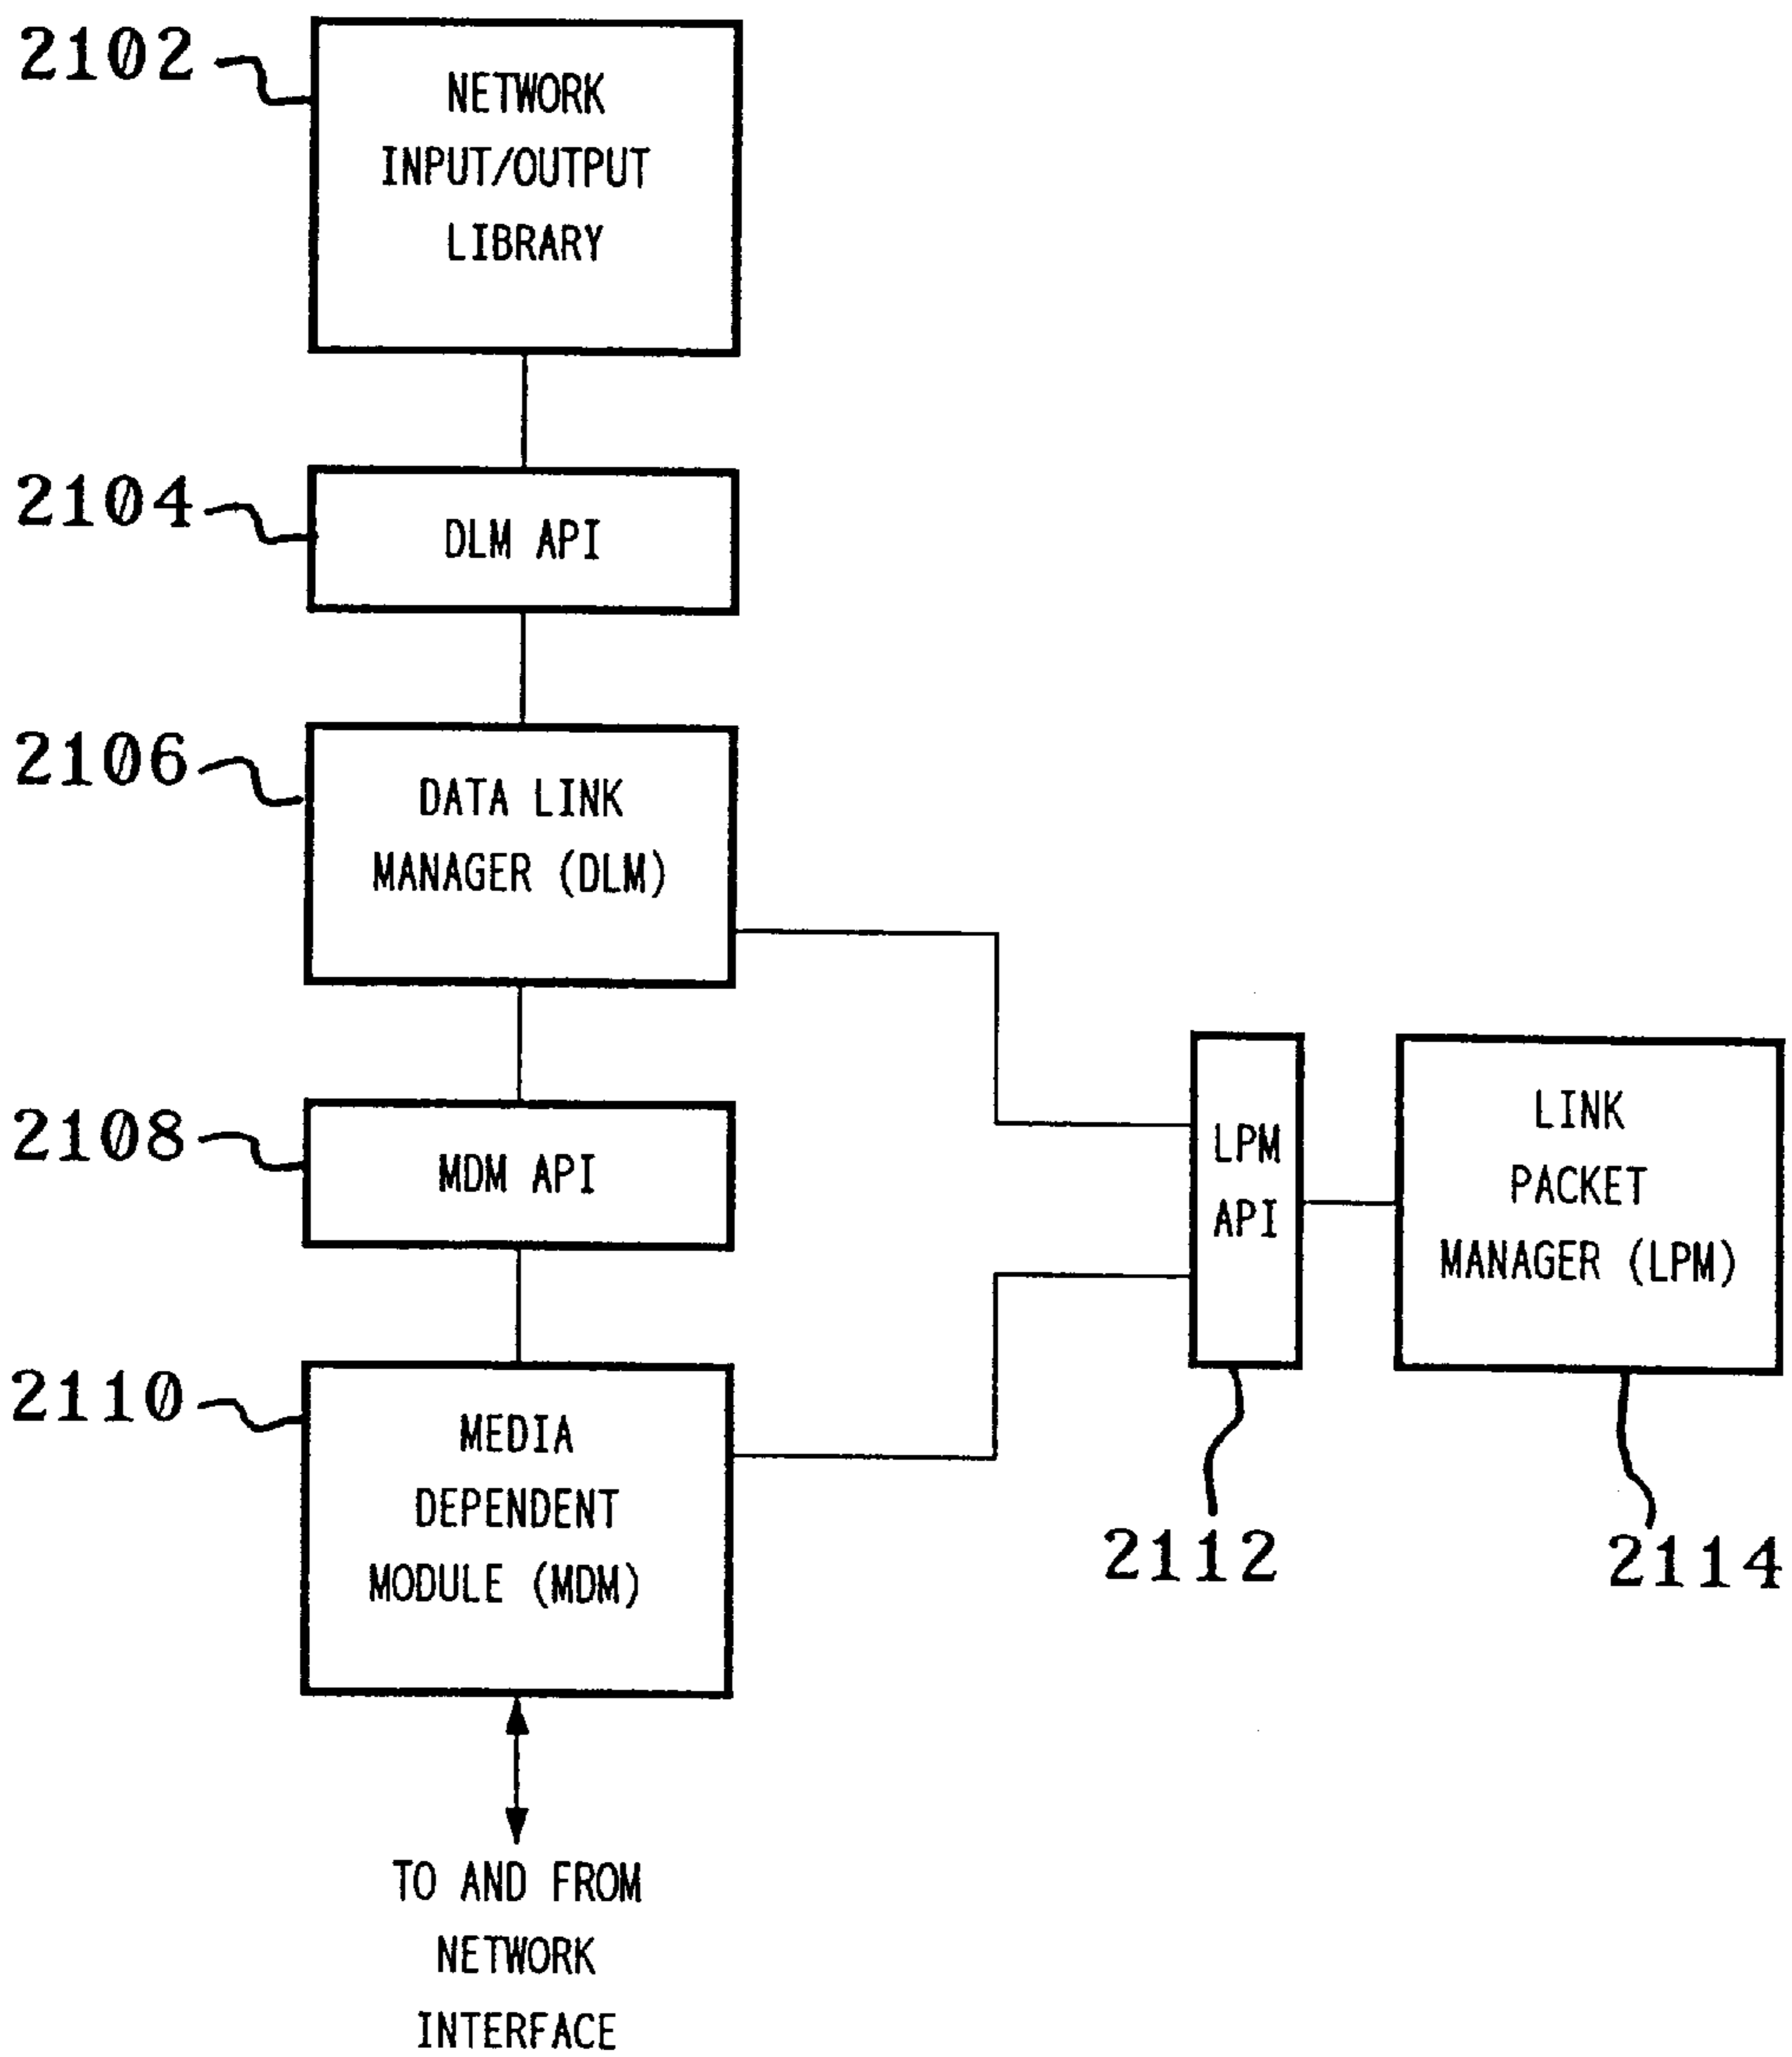 2102
NETWORK
INPUT/OUTPUT
LIBRARY
2104
DLM API
2106
DATA LINK
MANAGER (DLM)
2108
MDM API
LPM
API
LINK
PACKET
MANAGER (LPM)
2110
MEDIA
DEPENDENT
MODULE (MDM)
2112
2114
TO AND FROM
NETWORK
INTERFACE